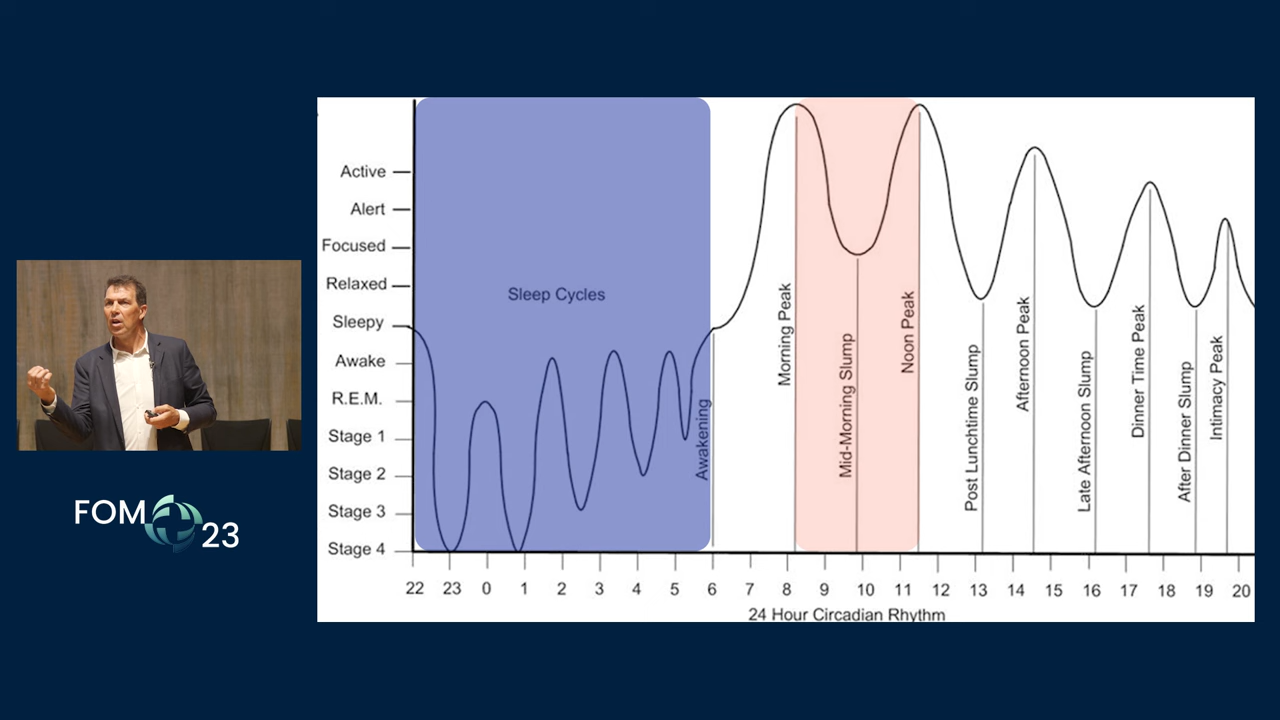 Active
Alert
Focused
Relaxed
Sleepy
Awake
R.E.M.
Stage 1
Stage 2
Stage 3
Stage 4
Sleep Cycles
Awakening
Morning Peak
Mid-Morning Slump
Noon Peak
Post Lunchtime Slump
Afternoon Peak
Late Afternoon Slump
Dinner Time Peak
After Dinner Slump
Intimacy Peak
22 23 0 1 2 3 4 5 6 7 8 9 10 11 12 13 14 15 16 17 18 19 20
24 Hour Circadian Rhythm
FOM 23